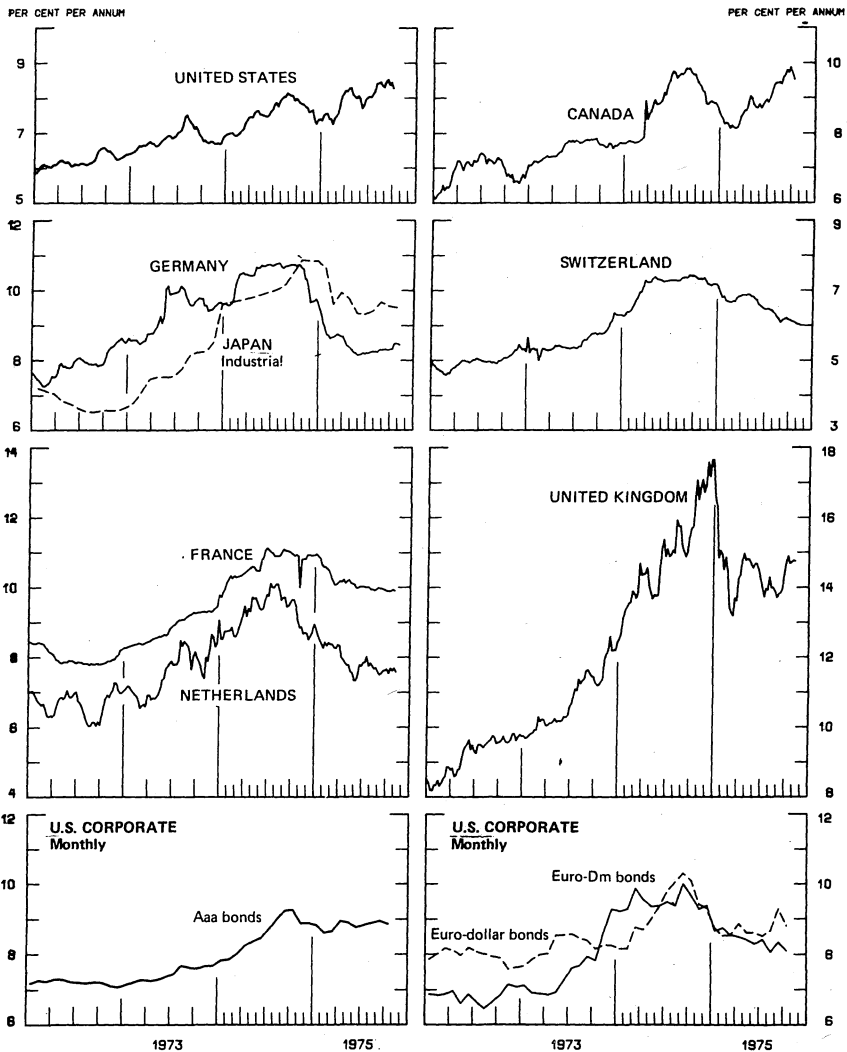 PER CENT PER ANNUM
PER CENT PER ANNUM
9
7
5
UNITED STATES
10
8
6
CANADA
12
10
8
6
GERMANY
JAPAN
Industrial
9
7
5
3
SWITZERLAND
14
12
10
8
6
4
FRANCE
NETHERLANDS
18
16
14
12
10
8
UNITED KINGDOM
12
10
8
6
U.S. CORPORATE
Monthly
Aaa bonds
1973
1975
12
10
8
6
U.S. CORPORATE
Monthly
Euro-Dm bonds
Euro-dollar bonds
1973
1975